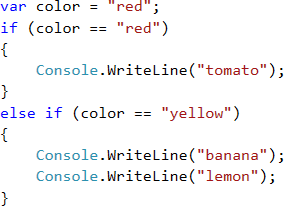 var color = "red";
if (color == "red")
{
    Console.WriteLine("tomato");
}
else if (color == "yellow")
{
    Console.WriteLine("banana");
    Console.WriteLine("lemon");
}